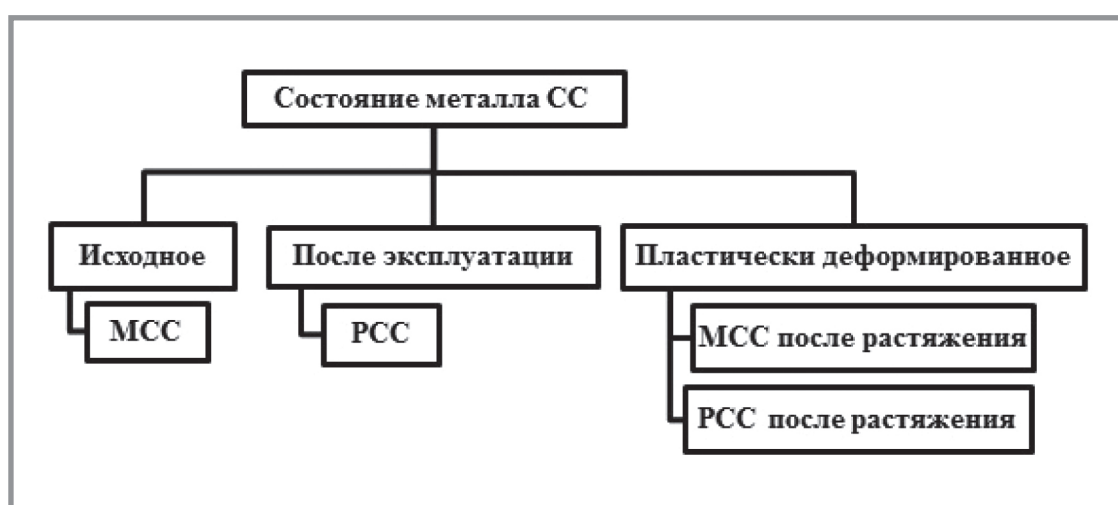 Состояние металла СС
Исходное
После эксплуатации
Пластически деформированное
МСС
РСС
МСС после растяжения
РСС после растяжения